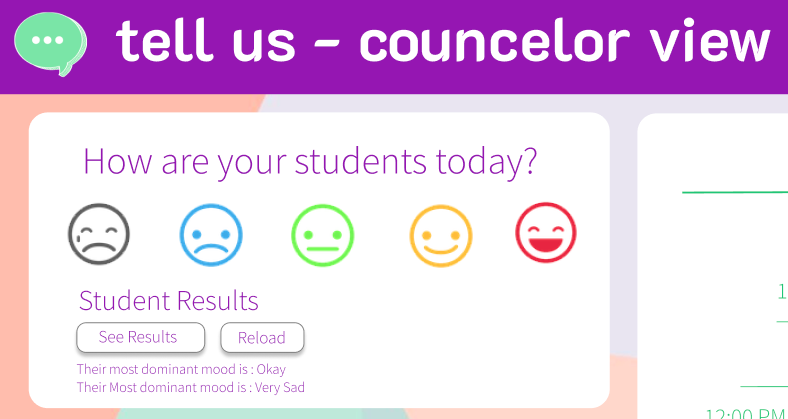 tell us - councelor view
How are your students today?
Student Results
See Results
Reload
Their most dominant mood is : Okay
Their Most dominant mood is : Very Sad
12:00 PM